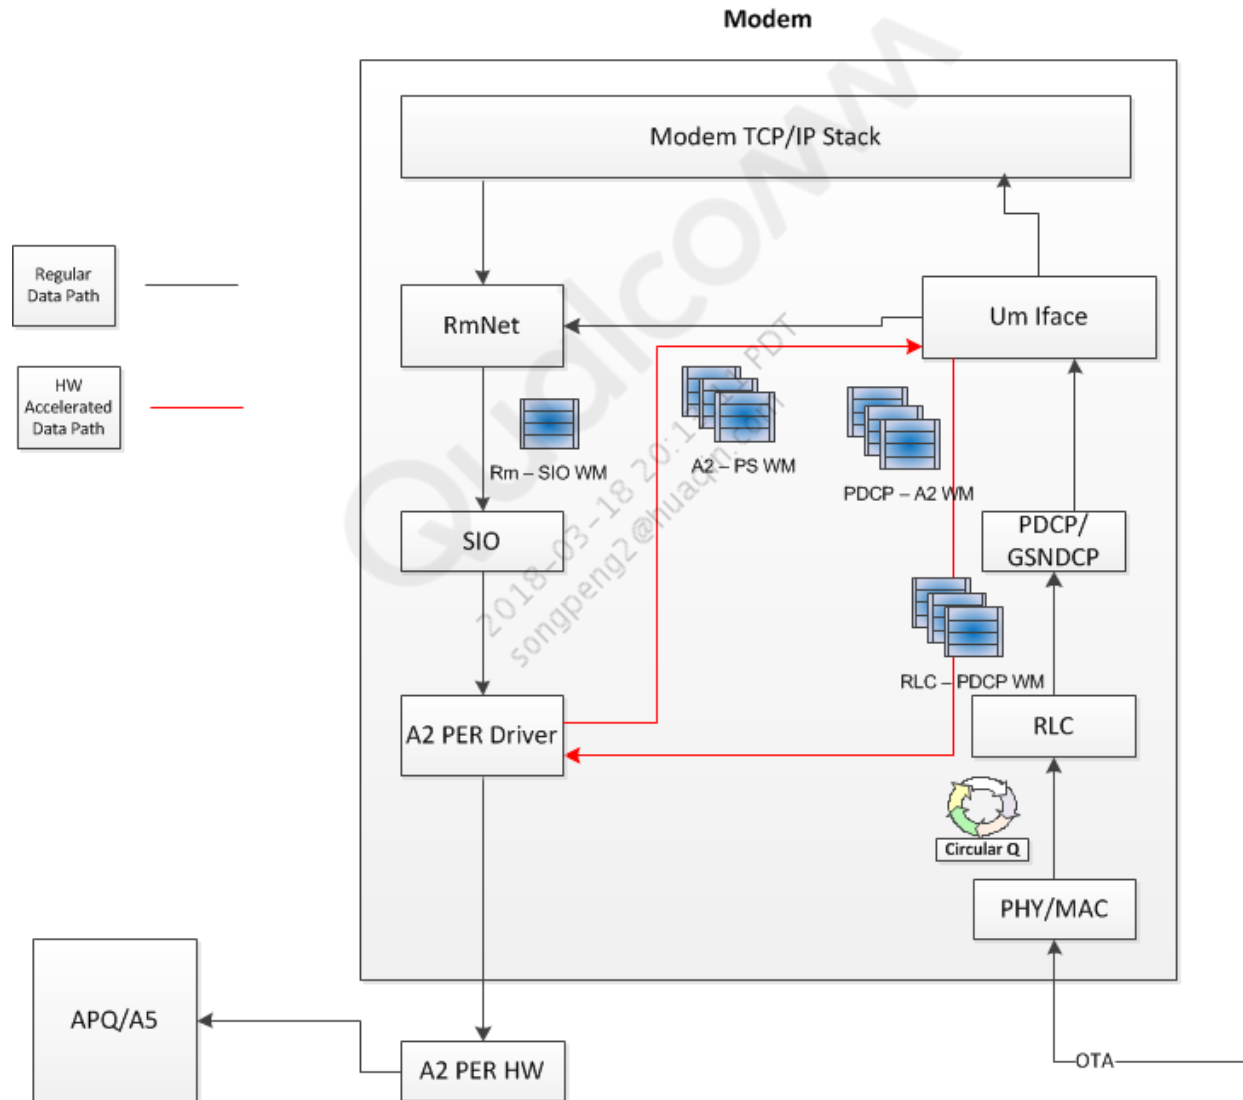 Modem
Modem TCP/IP Stack
Regular
Data Path
RmNet
Um Iface
HW
Accelerated
Data Path
Rm – SIO WM
A2 – PS WM
PDCP – A2 WM
SIO
PDCP/
GSNDCP
Qualcomm
2018-03-18 20:1 :11 PDT
songpeng2@huaqin.com
RLC – PDCP WM
A2 PER Driver
RLC
Circular Q
PHY/MAC
APQ/A5
A2 PER HW
OTA